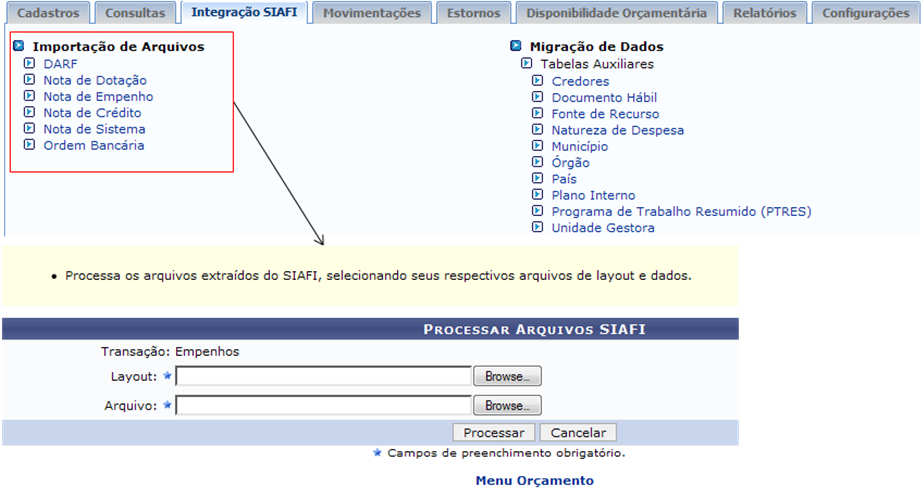 Cadastros Consultas Integração SIAFI Movimentações Estornos Disponibilidade Orçamentária Relatórios Configurações
Importação de Arquivos
DARF
Nota de Dotação
Nota de Empenho
Nota de Crédito
Nota de Sistema
Ordem Bancária
Migração de Dados
Tabelas Auxiliares
Credores
Documento Hábil
Fonte de Recurso
Natureza de Despesa
Município
Órgão
País
Plano Interno
Programa de Trabalho Resumido (PTRES)
Unidade Gestora
• Processa os arquivos extraídos do SIAFI, selecionando seus respectivos arquivos de layout e dados.
PROCESSAR ARQUIVOS SIAFI
Transação: Empenhos
Layout: Browse...
Arquivo: Browse...
Processar Cancelar
Campos de preenchimento obrigatório.
Menu Orçamento